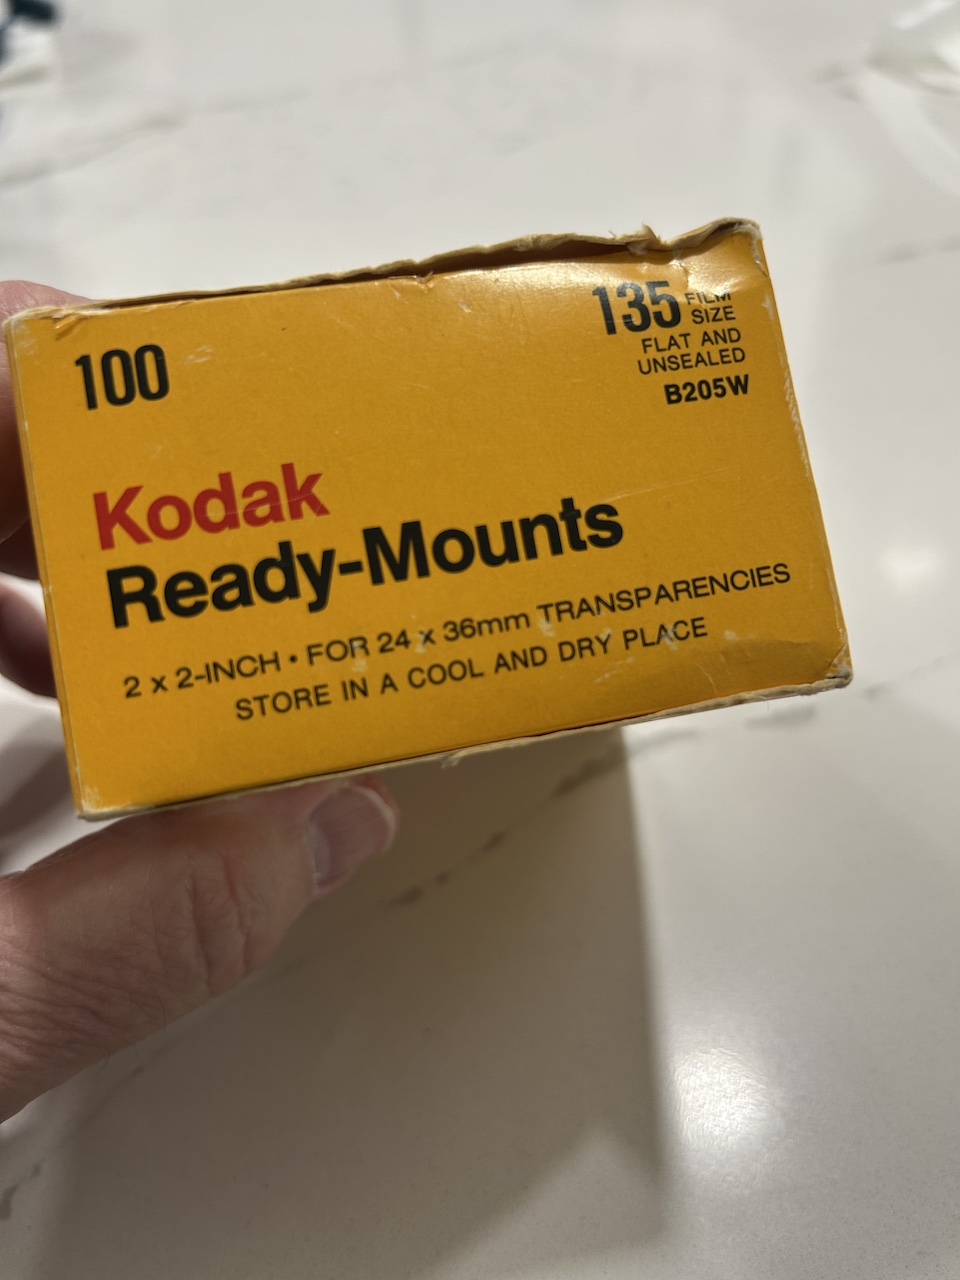 100
135 FILM
SIZE
FLAT AND
UNSEALED
B205W
Kodak
Ready-Mounts
2 x 2-INCH • FOR 24 x 36mm TRANSPARENCIES
STORE IN A COOL AND DRY PLACE